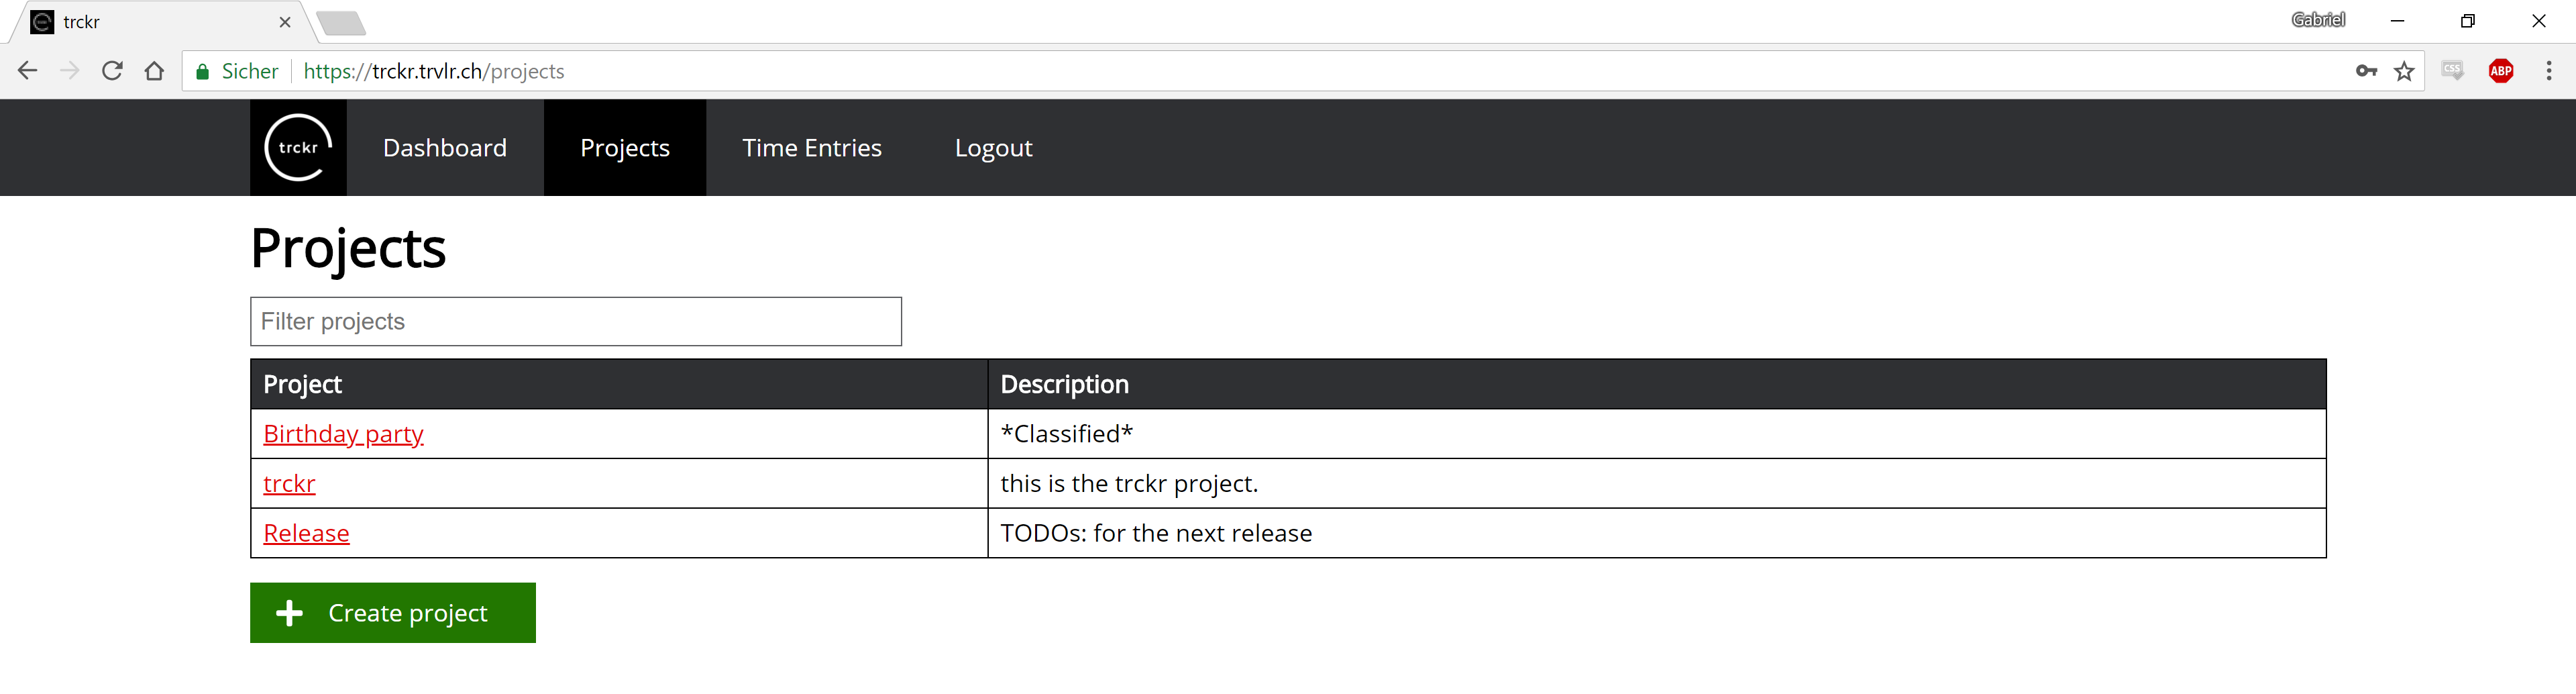 trckr
Gabriel
Sicher https://trckr.trvlr.ch/projects
CSS
ABP
trckr
Dashboard Projects Time Entries Logout
Projects
Filter projects
Project Description
Birthday party *Classified*
trckr this is the trckr project.
Release TODOs: for the next release
Create project